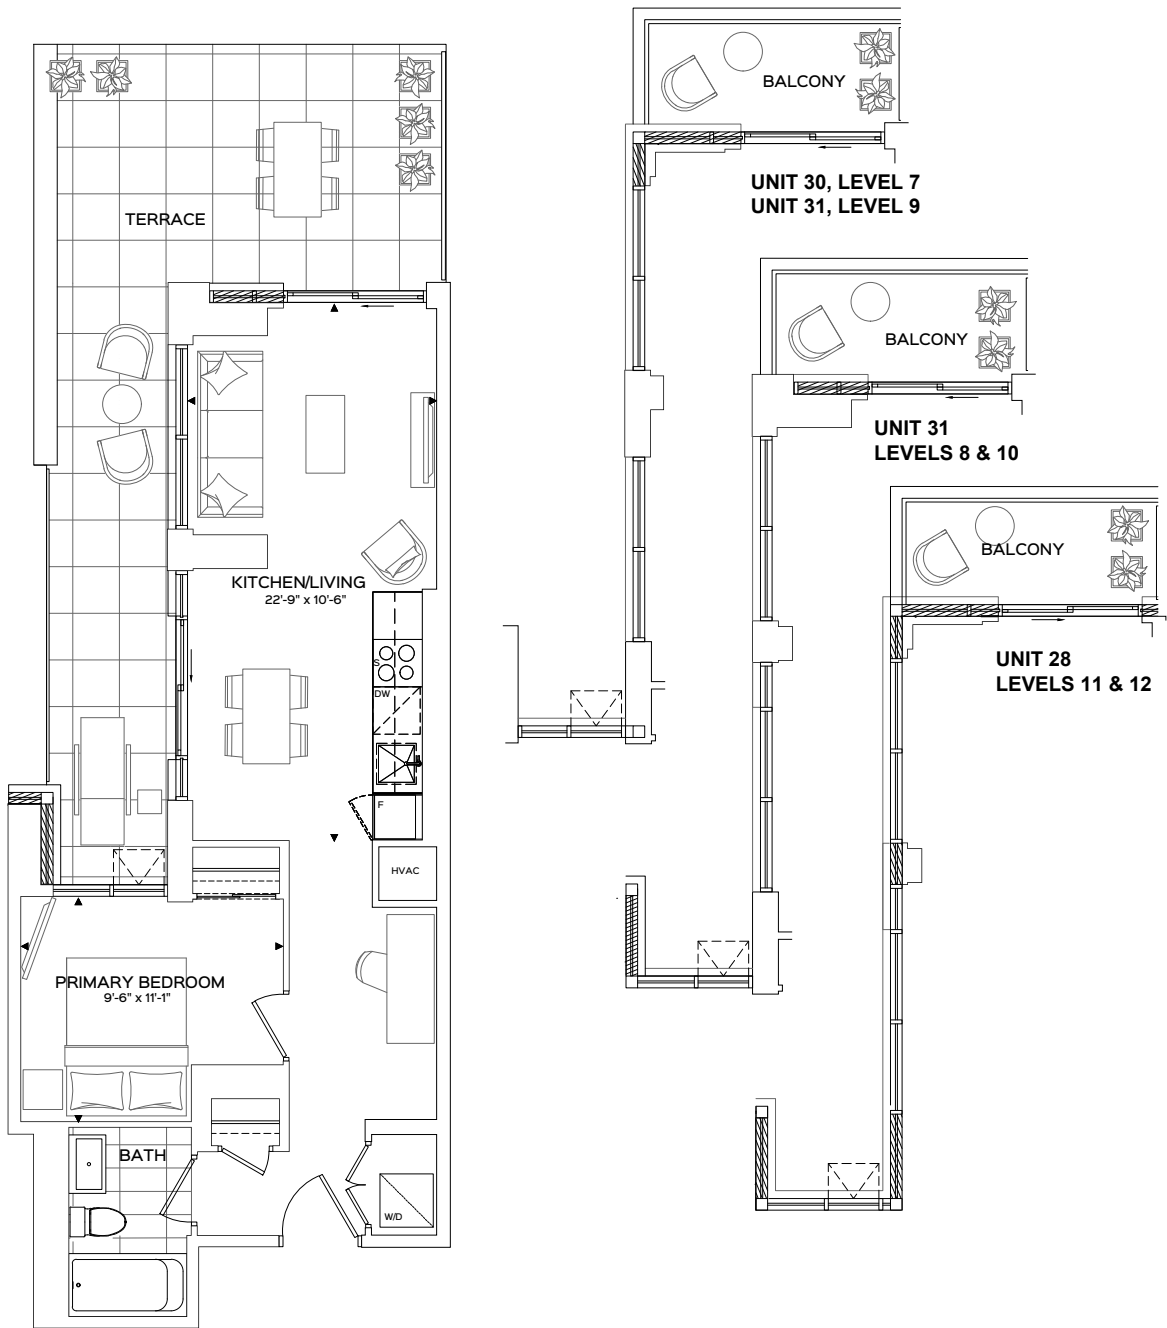 TERRACE
KITCHEN/LIVING
22'-9" x 10'-6"
S
DW
F
HVAC
PRIMARY BEDROOM
9'-6" x 11'-1"
BATH
W/D
BALCONY
UNIT 30, LEVEL 7
UNIT 31, LEVEL 9
BALCONY
UNIT 31
LEVELS 8 & 10
BALCONY
UNIT 28
LEVELS 11 & 12